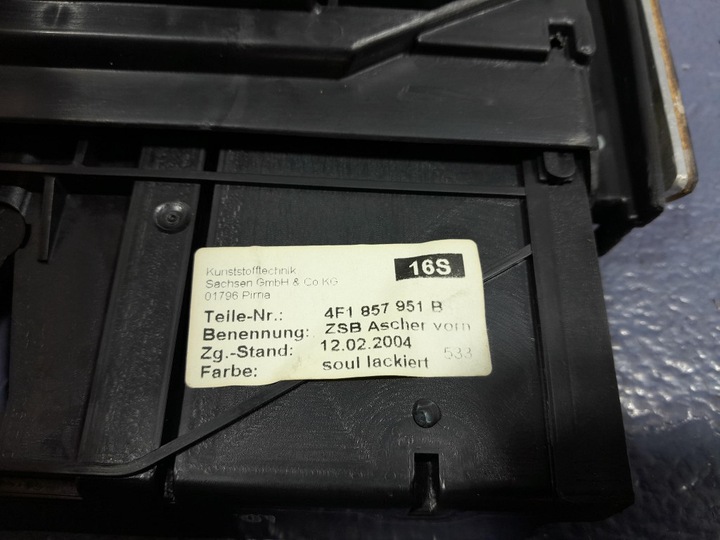 Kunststofftechnik
Sachsen GmbH & Co KG
01796 Pirna
16S
Teile-Nr.: 4F1 857 951 B
Benennung: ZSB Ascher vorn
Zg.-Stand: 12.02.2004
Farbe: soul lackiert 533